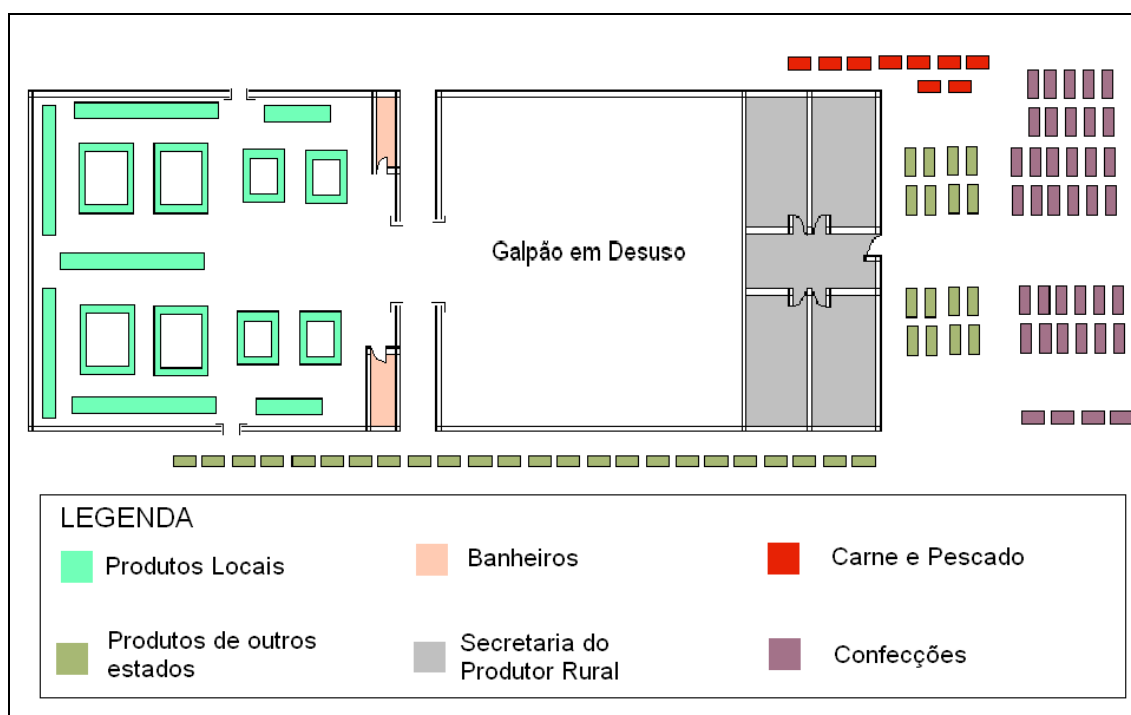 Galpão em Desuso
LEGENDA
Produtos Locais
Banheiros
Carne e Pescado
Produtos de outros
estados
Secretaria do
Produtor Rural
Confecções